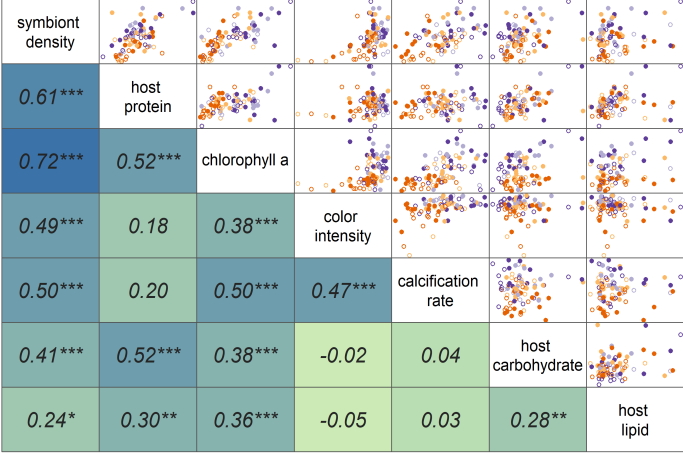 symbiont
density
0.61***
host
protein
0.72***
0.52***
chlorophyll a
0.49***
0.18
0.38***
color
intensity
0.50***
0.20
0.50***
0.47***
calcification
rate
0.41***
0.52***
0.38***
-0.02
0.04
host
carbohydrate
0.24*
0.30**
0.36***
-0.05
0.03
0.28**
host
lipid